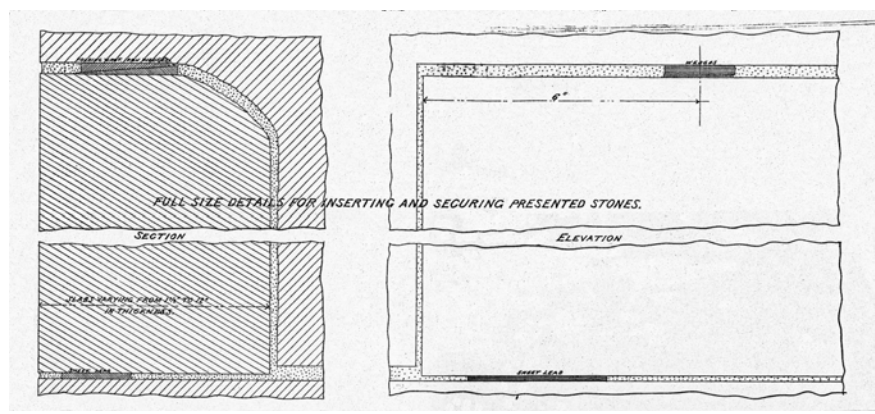 WEDGES
6"
FULL SIZE DETAILS FOR INSERTING AND SECURING PRESENTED STONES.
SECTION
ELEVATION
SLABS VARYING FROM 1½" TO 12"
IN THICKNESS.
SHEET LEAD
SHEET LEAD